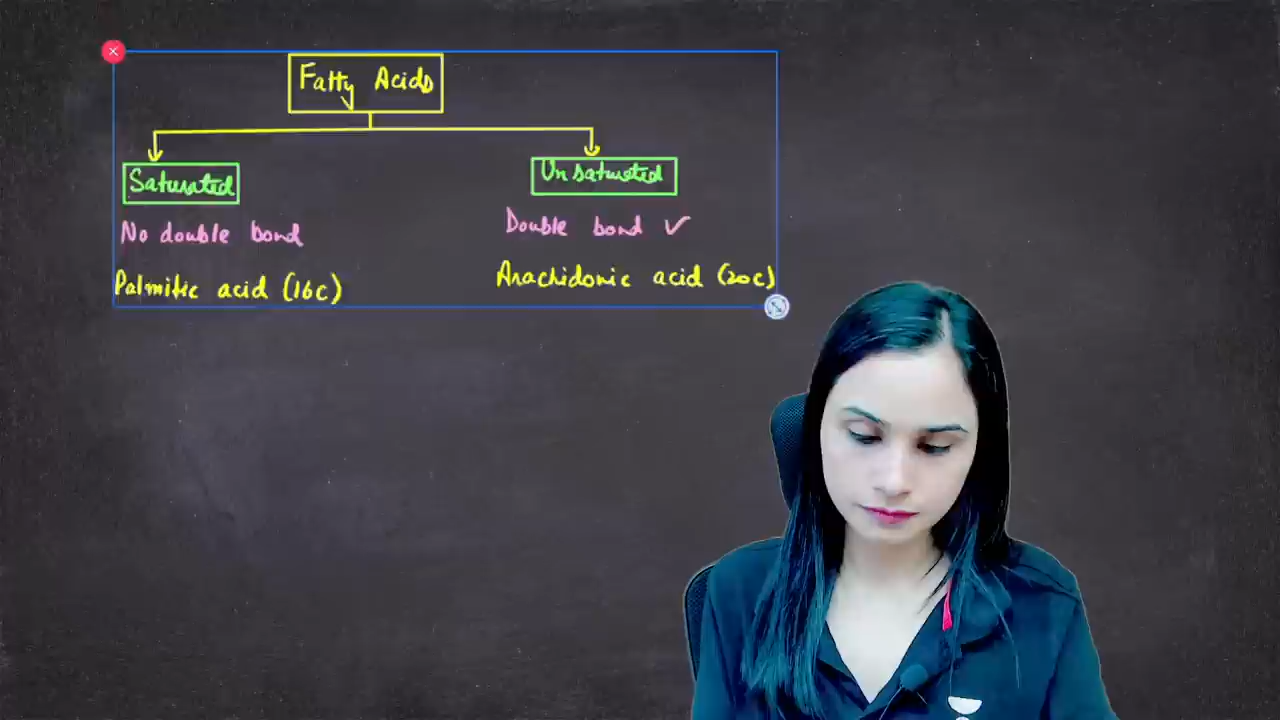 Fatty Acids
Saturated
Unsaturated
No double bond
Double bond ✓
Palmitic acid (16c)
Arachidonic acid (20c)